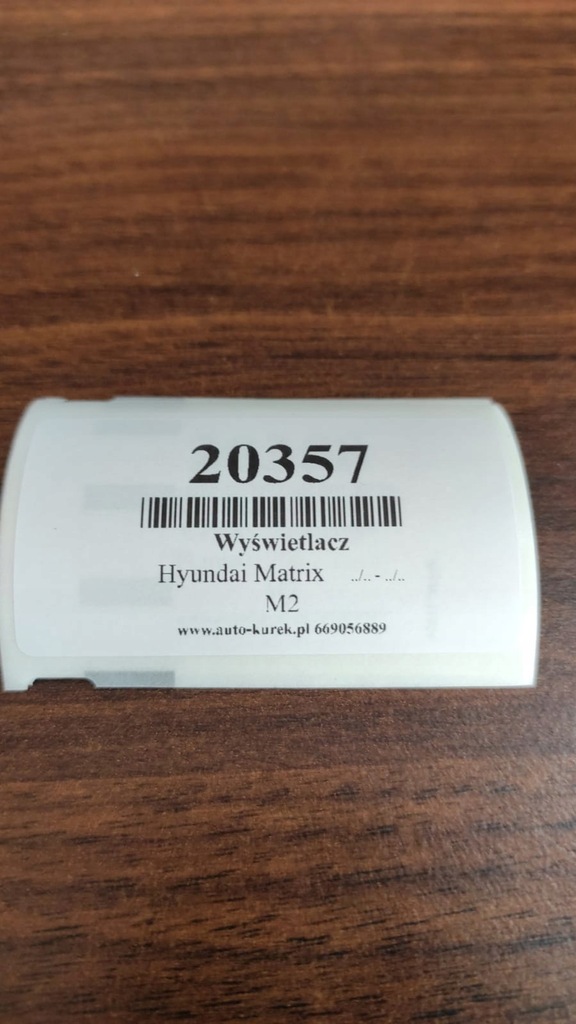 20357
Wyświetlacz
Hyundai Matrix ../.. - ../..
M2
www.auto-kurek.pl 669056889